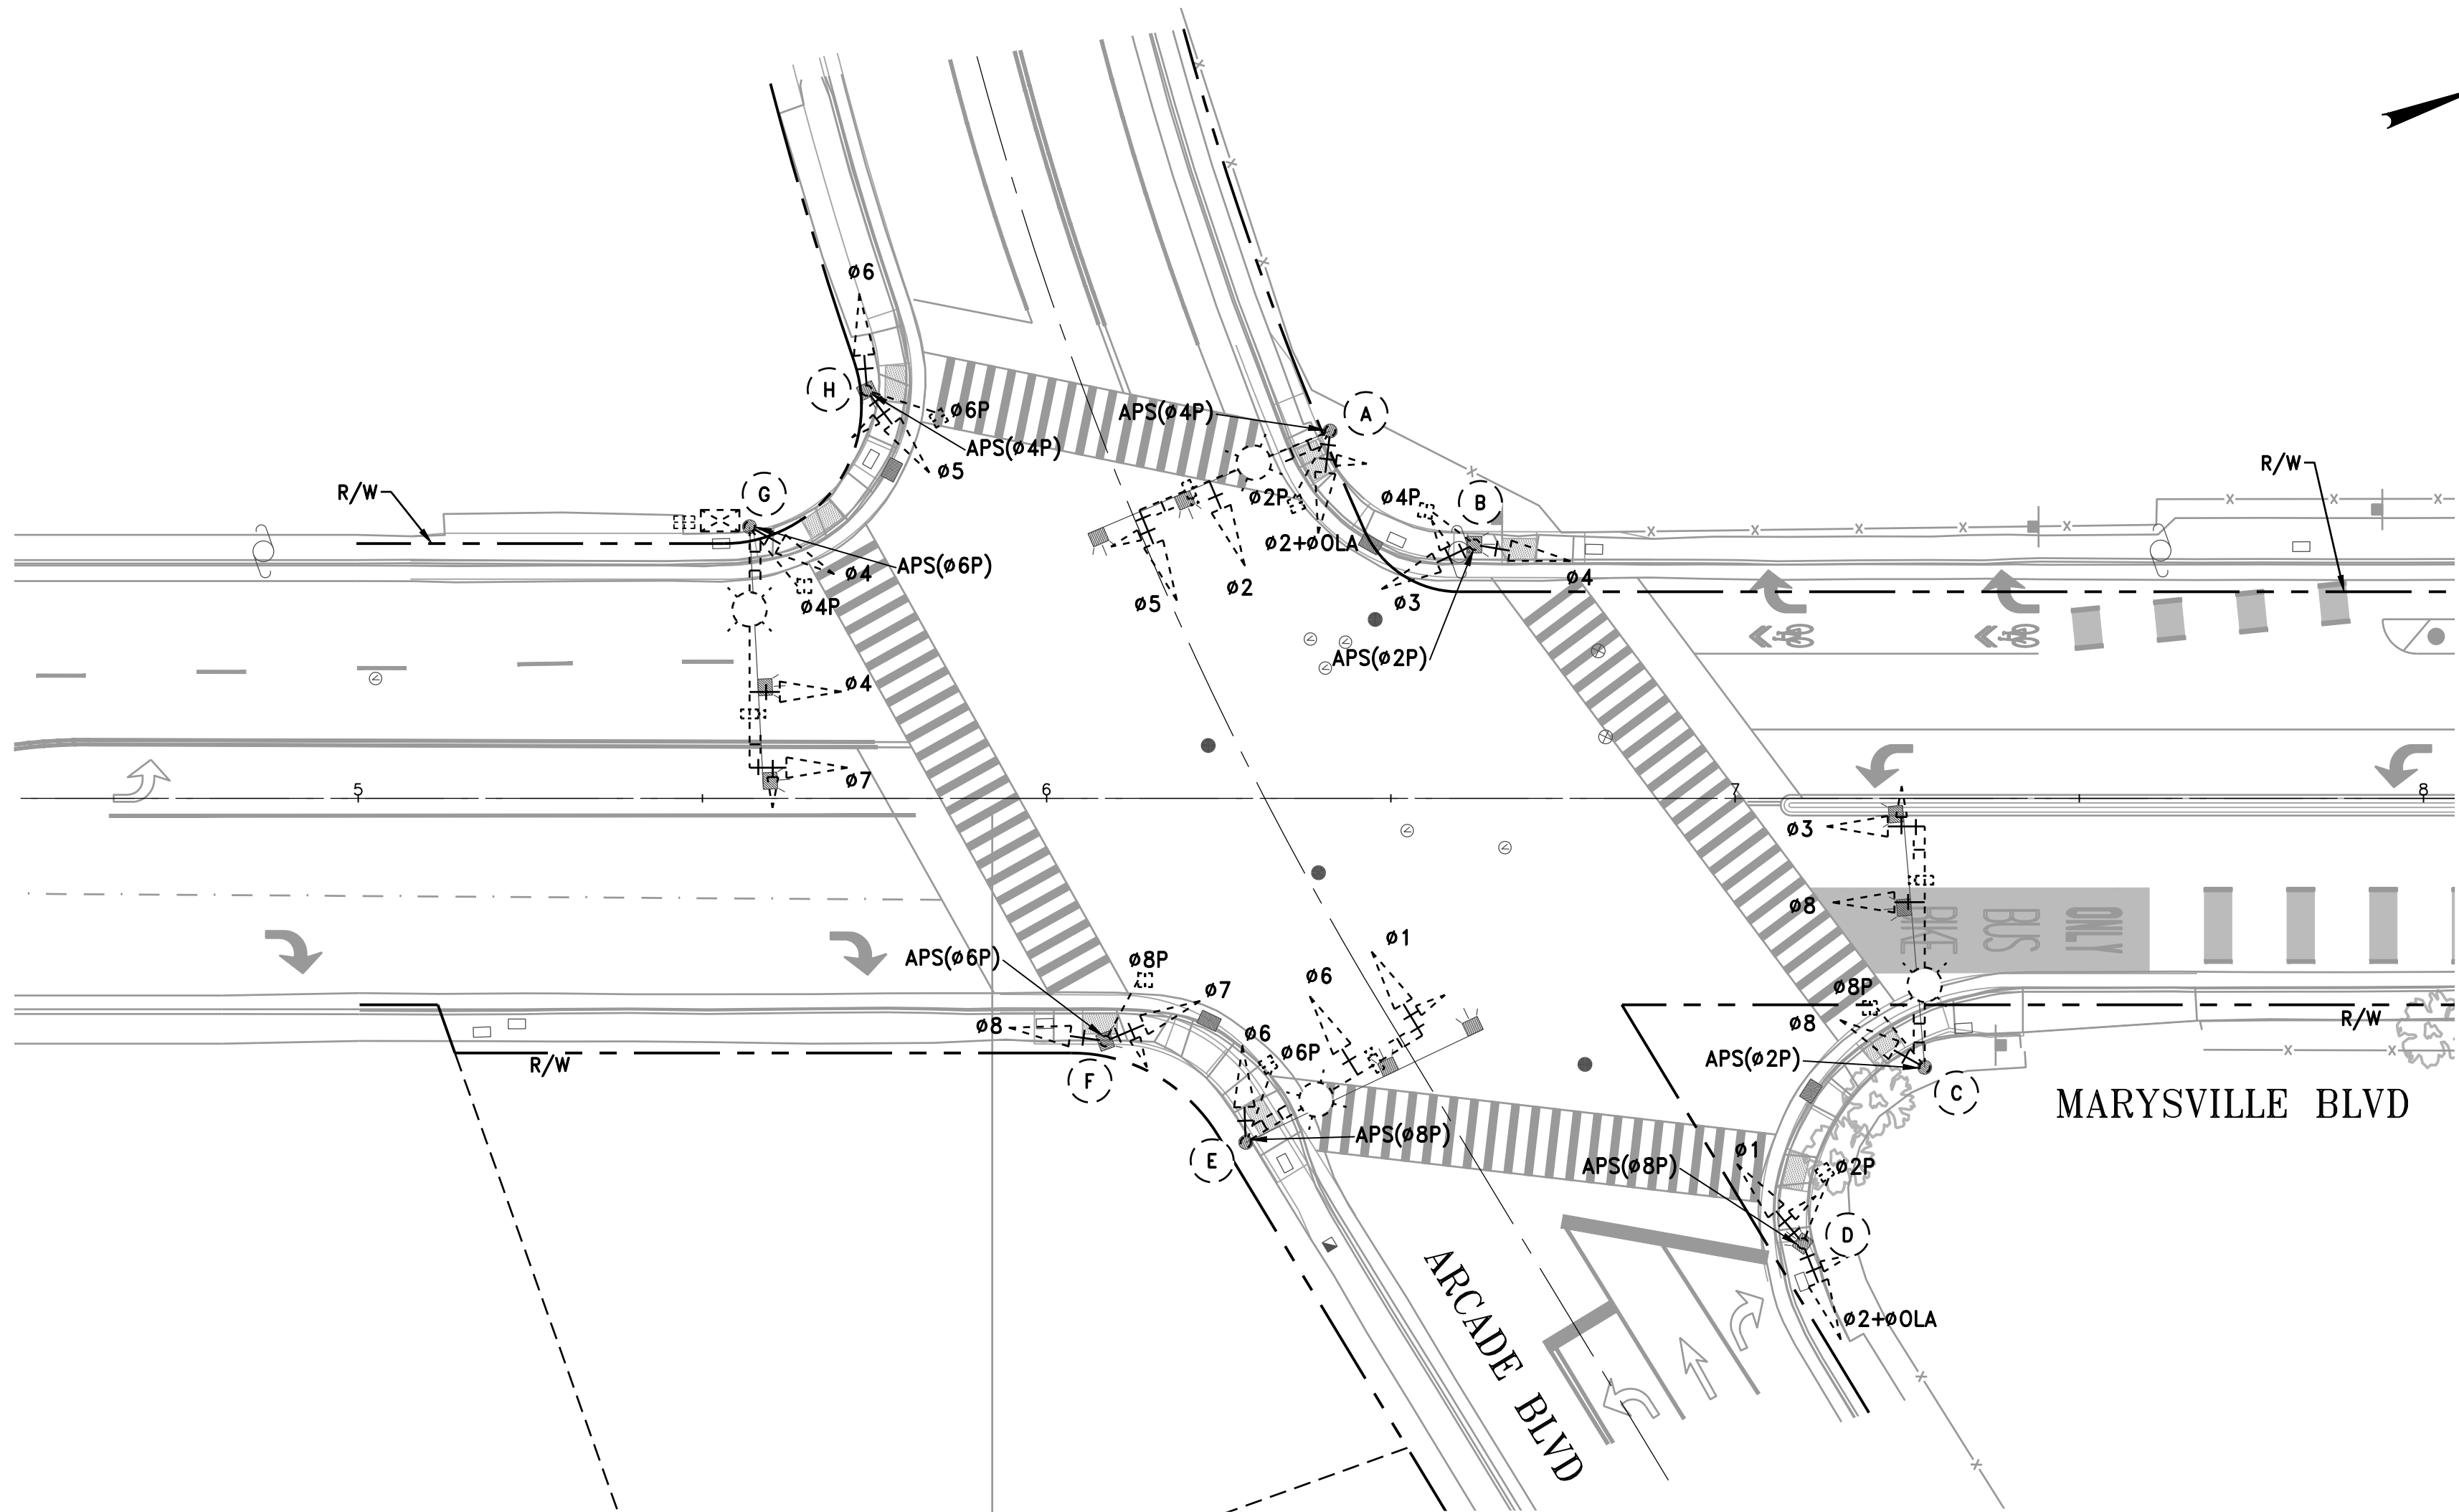 ø6
H
ø6P
APS(ø4P)
A
APS(ø4P)
R/W
ø5
R/W
G
ø2P
ø4P
B
APS(ø6P)
ø2+øOLA
ø4
ø4
ø4P
ø5
ø2
ø3
APS(ø2P)
ø4
ø7
5
6
7
8
ø3
ø8
BIKE
BUS
ONLY
APS(ø6P)
ø8P
ø1
ø6
ø7
ø8P
ø8
ø8
R/W
R/W
ø6
ø6P
APS(ø2P)
F
C
MARYSVILLE BLVD
APS(ø8P)
E
APS(ø8P)
ø1
ø2P
D
ø2+øOLA
ARCADE BLVD